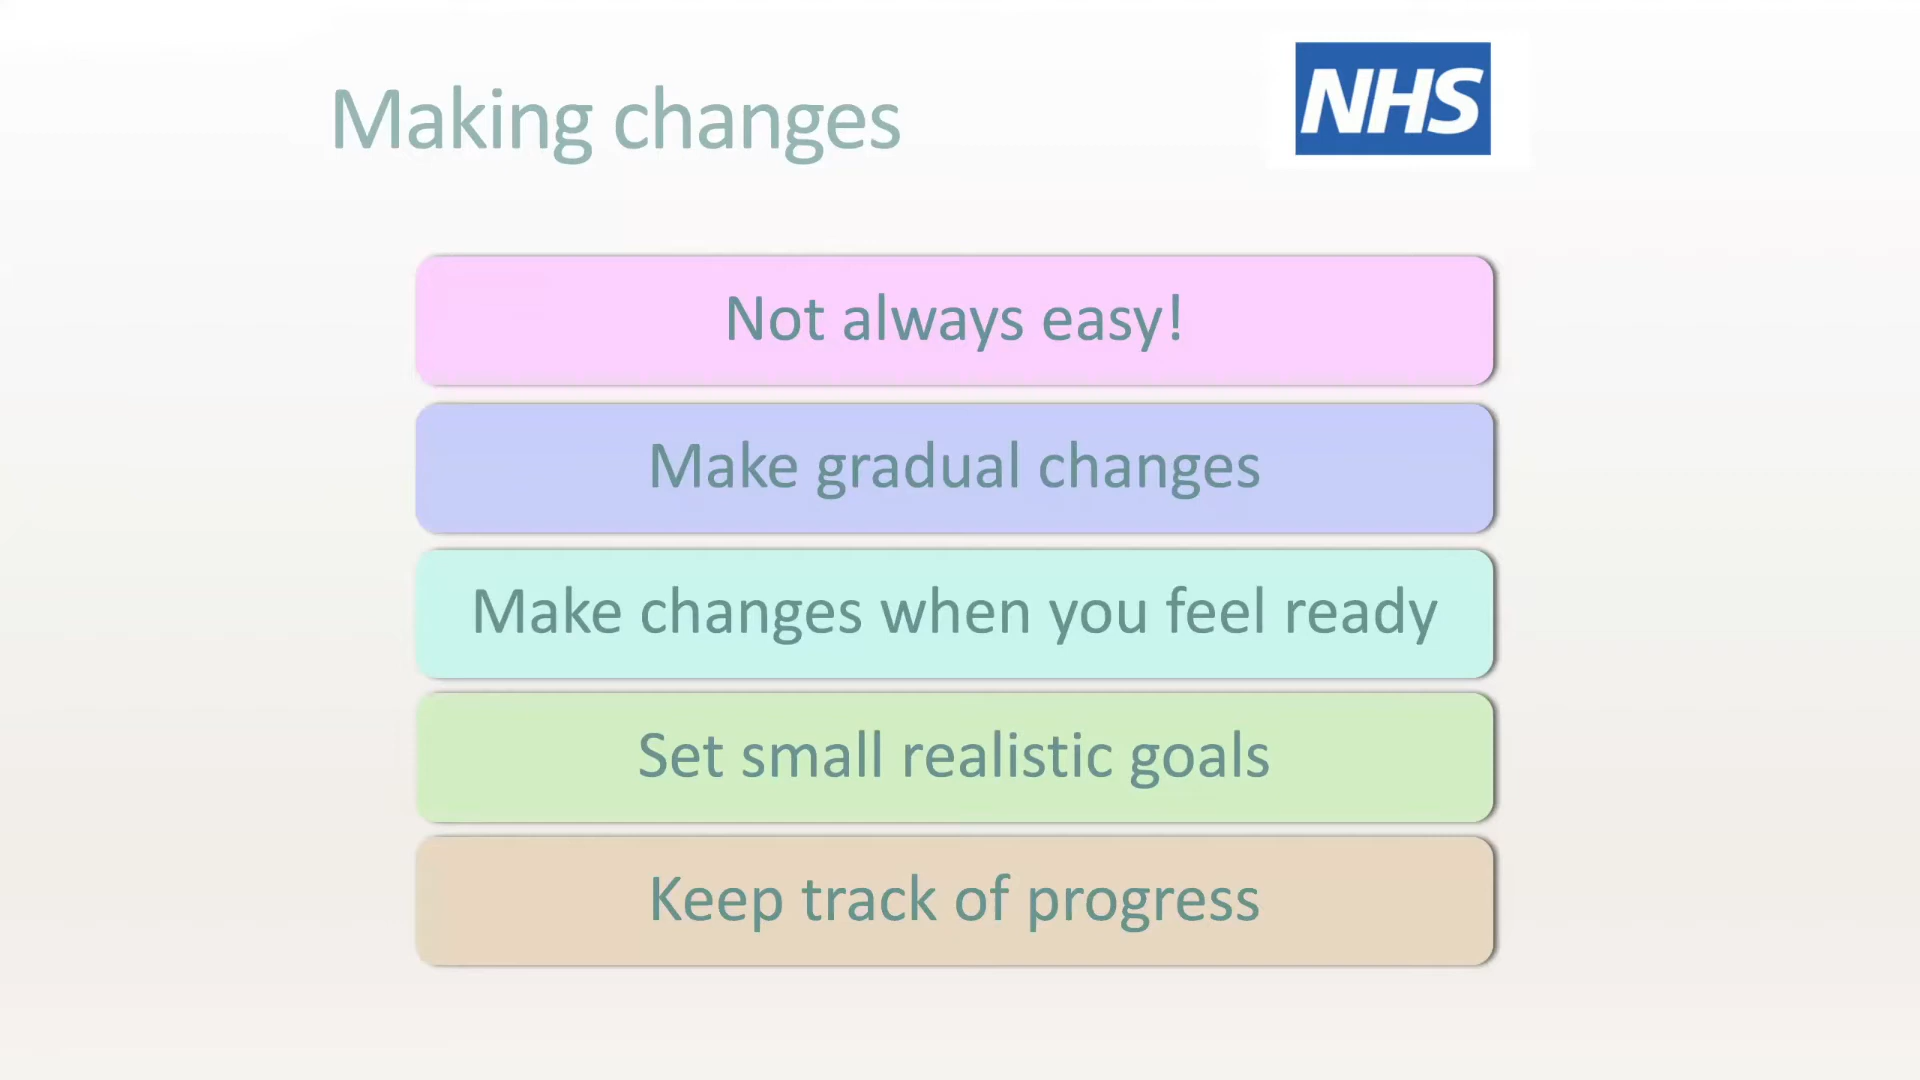 Making changes
NHS
Not always easy!
Make gradual changes
Make changes when you feel ready
Set small realistic goals
Keep track of progress